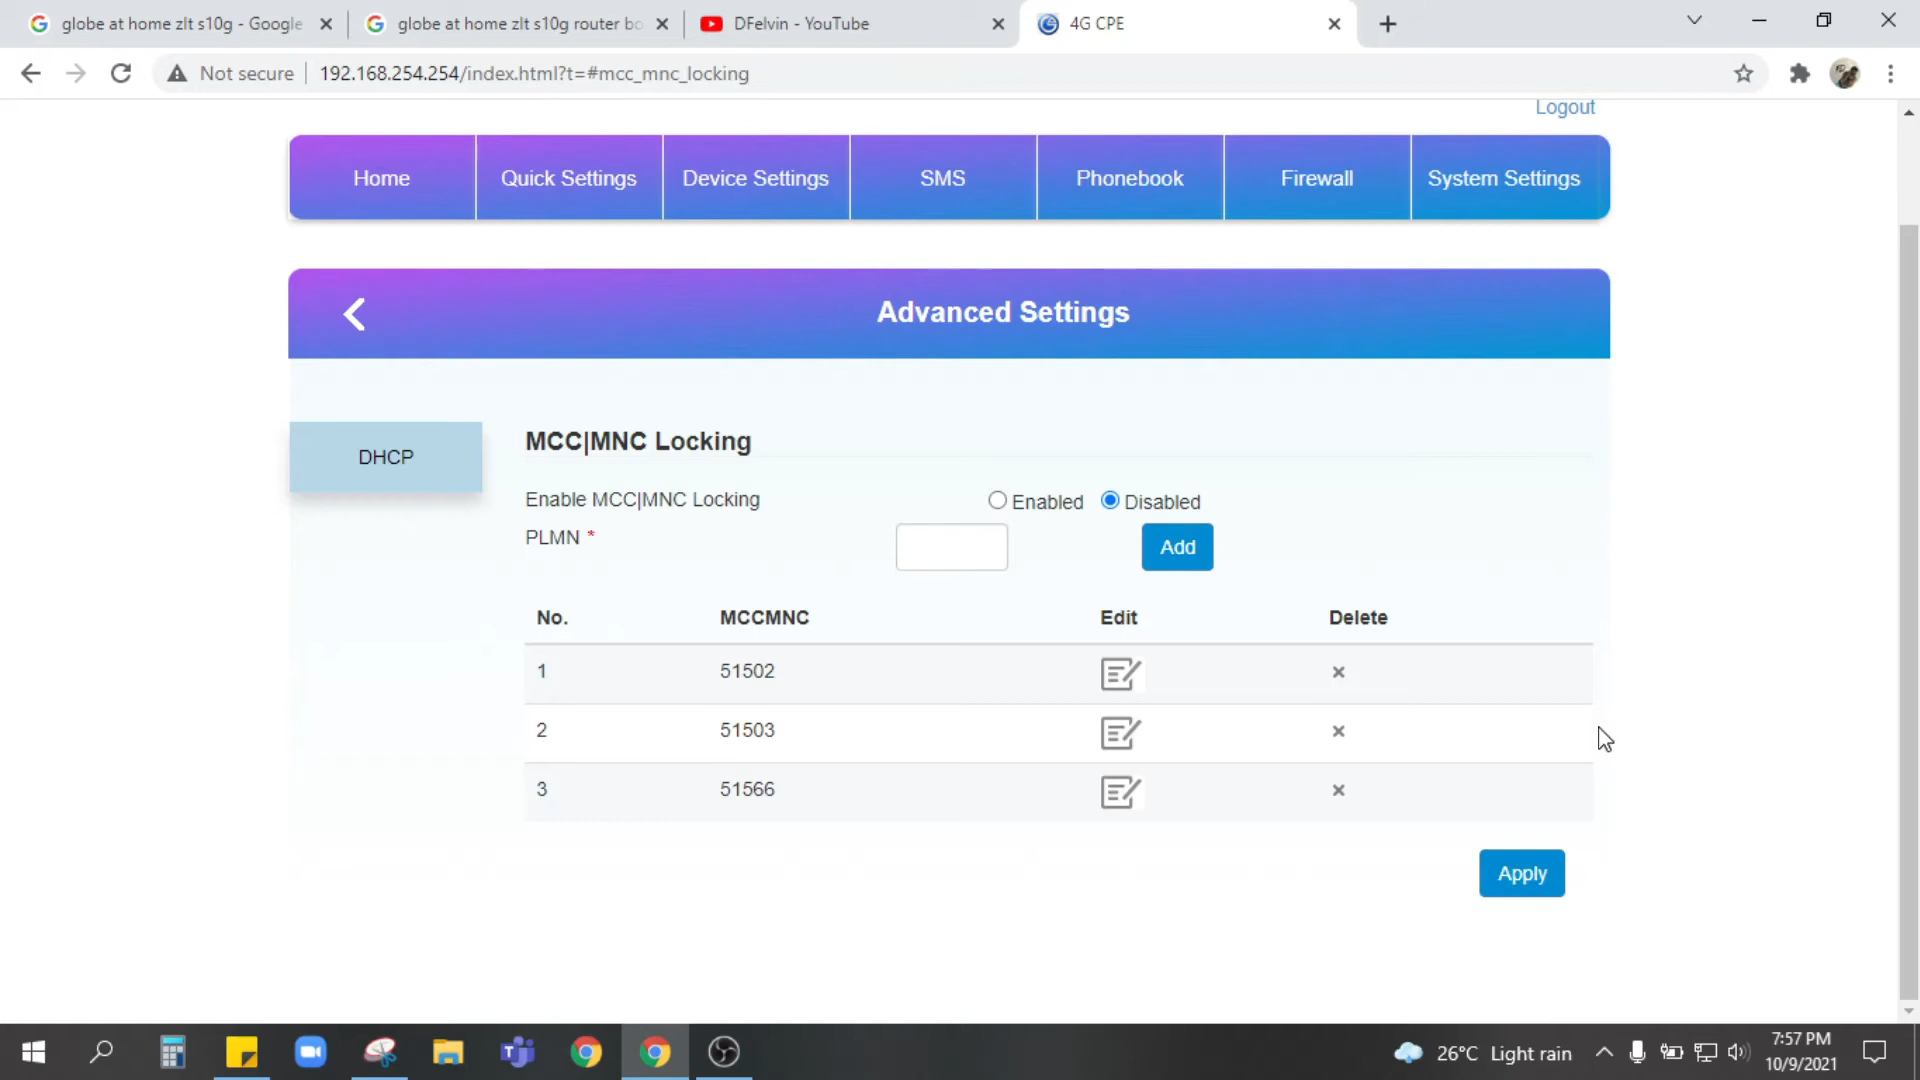 globe at home zlt s10g - Google
globe at home zlt s10g router bo
DFelvin - YouTube
4G CPE
Not secure
192.168.254.254/index.html?t=#mcc_mnc_locking
Logout
Home
Quick Settings
Device Settings
SMS
Phonebook
Firewall
System Settings
Advanced Settings
DHCP
MCC|MNC Locking
Enable MCC|MNC Locking Enabled Disabled
PLMN * Add
No. MCCMNC Edit Delete
1 51502
2 51503
3 51566
Apply
26°C Light rain
7:57 PM
10/9/2021